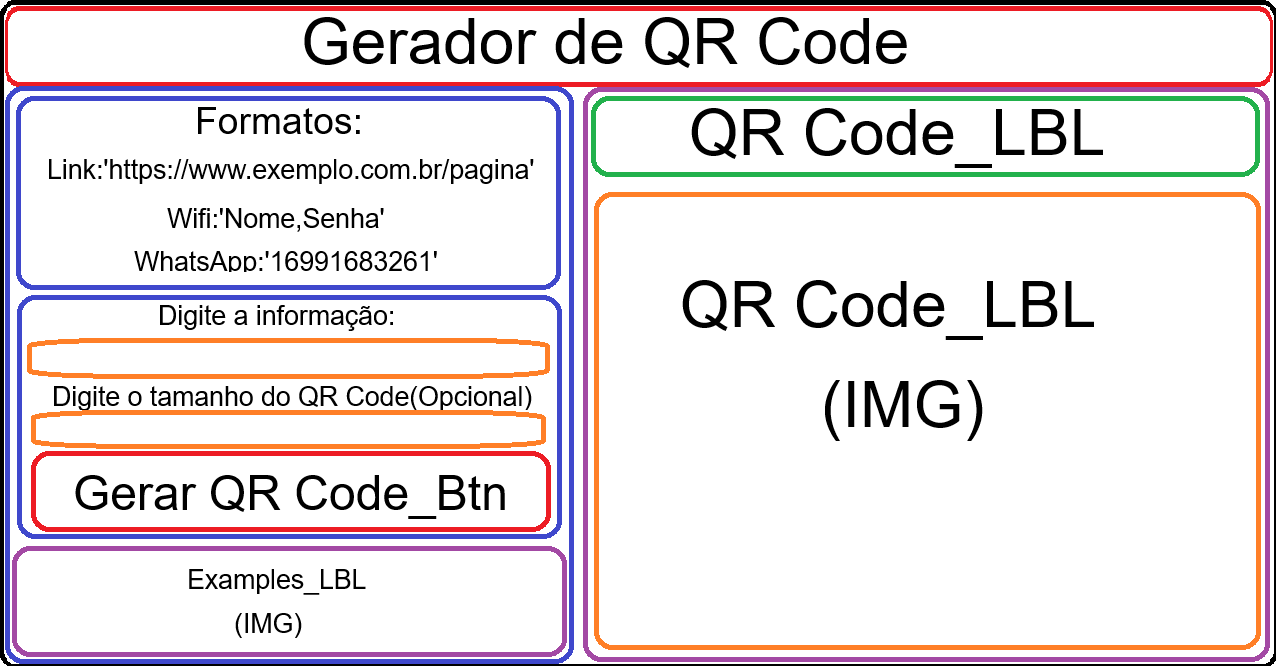 Gerador de QR Code
Formatos:
Link:'https://www.exemplo.com.br/pagina'
Wifi:'Nome,Senha'
WhatsApp:'16991683261'
Digite a informação:
Digite o tamanho do QR Code(Opcional)
Gerar QR Code_Btn
Examples_LBL
(IMG)
QR Code_LBL
QR Code_LBL
(IMG)